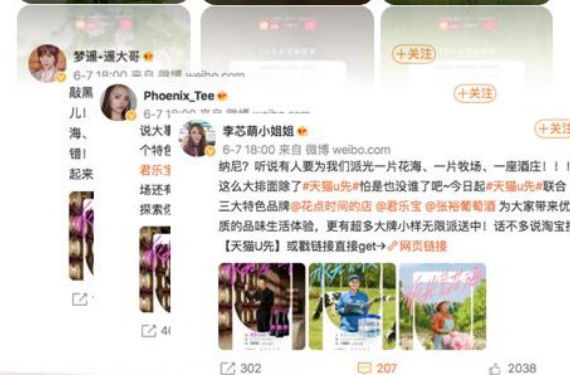 +关注
梦遥-遥大哥
6-7 18:00 来自 微博 weibo.com
敲黑
儿！
海、
错！
起来
+关注
Phoenix_Tee
6-7
说大
个特
君乐宝
场还有
探索你
40
+关注
李芯萌小姐姐
6-7 18:00 来自 微博 weibo.com
纳尼？听说有人要为我们派光一片花海、一片牧场、一座酒庄！！！
这么大排面除了#天猫u先#怕是也没谁了吧~今日起#天猫u先#联合
三大特色品牌@花点时间的店 @君乐宝 @张裕葡萄酒 为大家带来优
质的品味生活体验，更有超多大牌小样无限派送中！话不多说淘宝搜
【天猫U先】或戳链接直接get→网页链接
302
207
2038